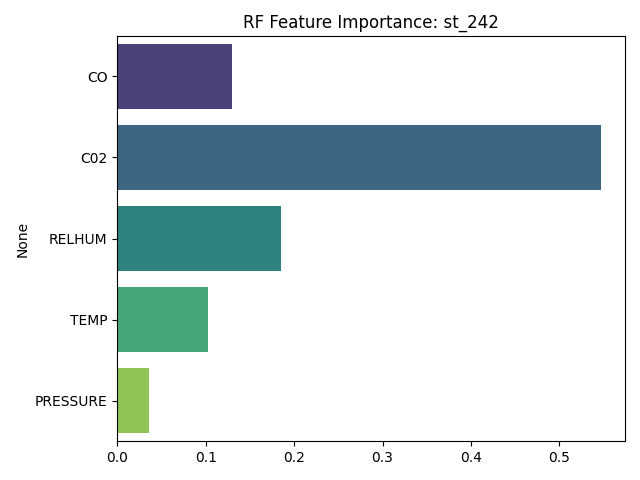 RF Feature Importance: st_242
CO
C02
RELHUM
TEMP
PRESSURE
None
0.0 0.1 0.2 0.3 0.4 0.5